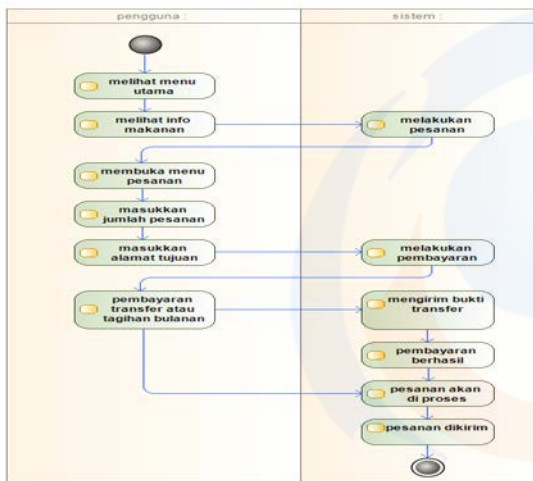 pengguna :
sistem :
melihat menu
utama
melihat info
makanan
melakukan
pesanan
membuka menu
pesanan
masukkan
jumlah pesanan
masukkan
alamat tujuan
melakukan
pembayaran
pembayaran
transfer atau
tagihan bulanan
mengirim bukti
transfer
pembayaran
berhasil
pesanan akan
di proses
pesanan dikirim